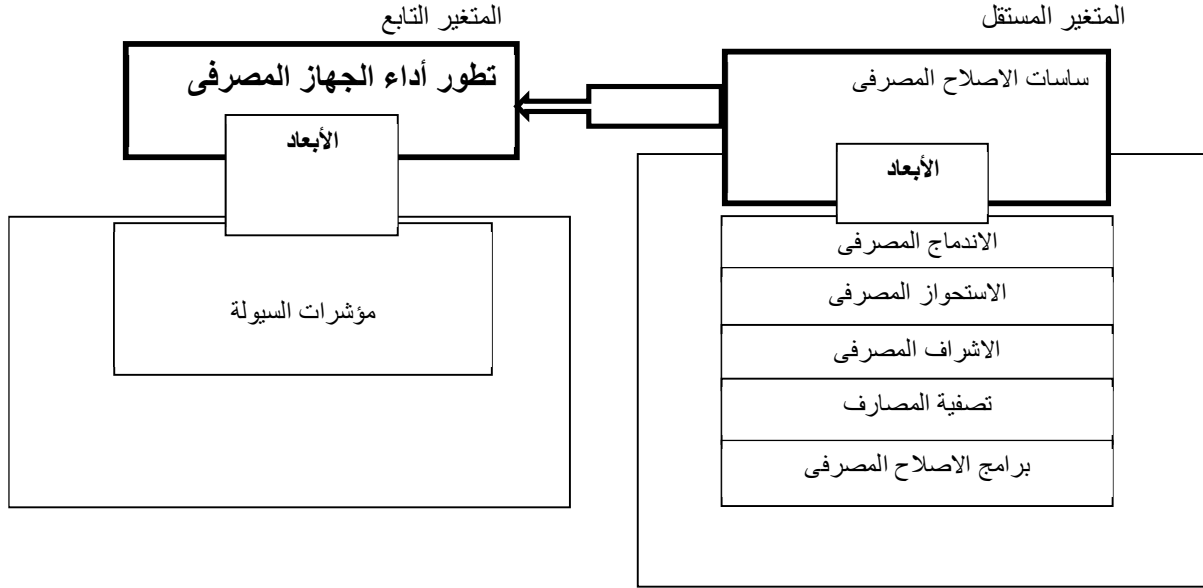 المتغير المستقل
المتغير التابع
ساسات الاصلاح المصرفى
تطور أداء الجهاز المصرفى
الأبعاد
الأبعاد
الاندماج المصرفى
الاستحواز المصرفى
الاشراف المصرفى
تصفية المصارف
برامج الاصلاح المصرفى
مؤشرات السيولة